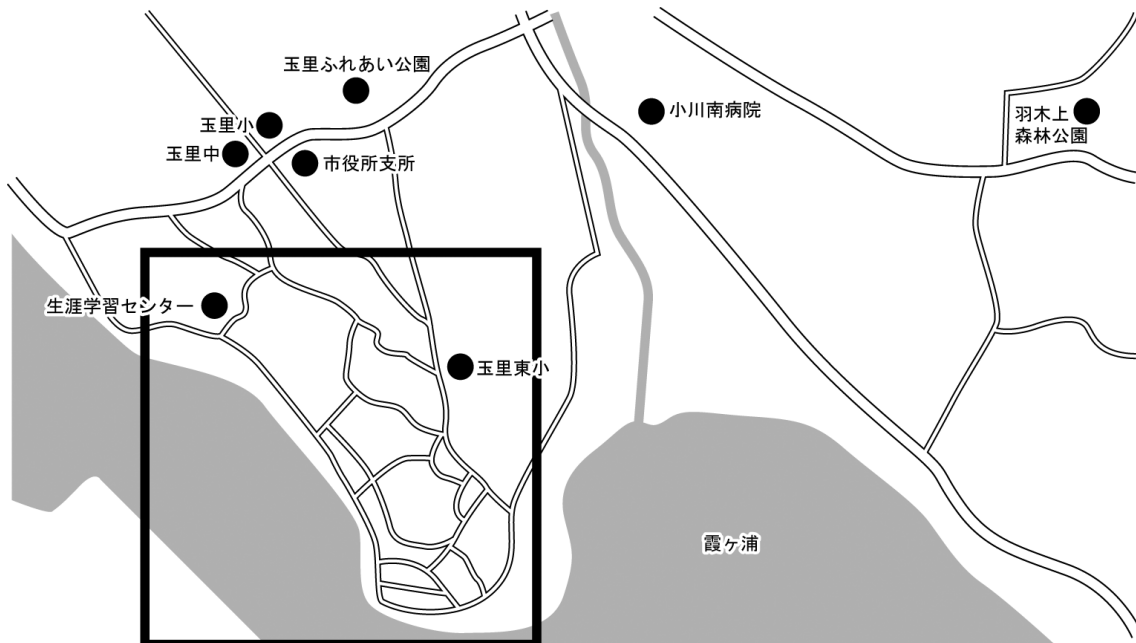 玉里ふれあい公園
玉里小
玉里中
市役所支所
小川南病院
羽木上
森林公園
生涯学習センター
玉里東小
霞ヶ浦